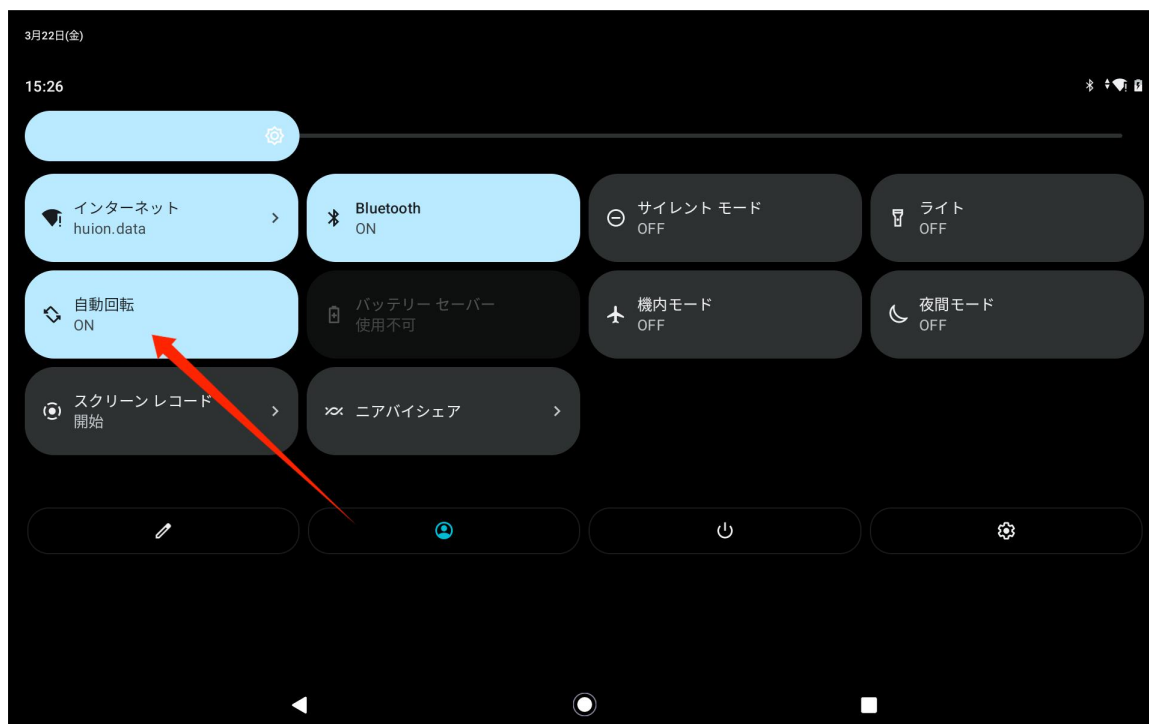 3月22日(金)
15:26
インターネット
huion.data
Bluetooth
ON
サイレント モード
OFF
ライト
OFF
自動回転
ON
バッテリー セーバー
使用不可
機内モード
OFF
夜間モード
OFF
スクリーン レコード
開始
ニアバイシェア